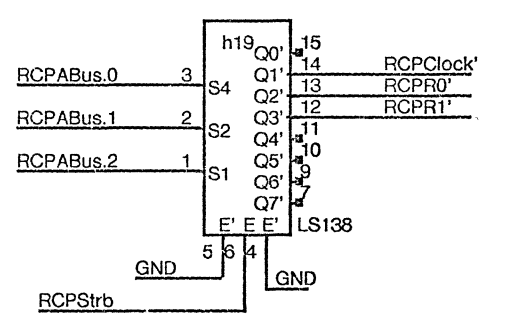 h19
Q0' 15
Q1' 14 RCPClock'
RCPABus.0 3 S4
Q2' 13 RCPR0'
Q3' 12 RCPR1'
RCPABus.1 2 S2
Q4' 11
Q5' 10
RCPABus.2 1 S1
Q6' 9
Q7' 7
E' E E' LS138
5 6 4
GND
GND
RCPStrb